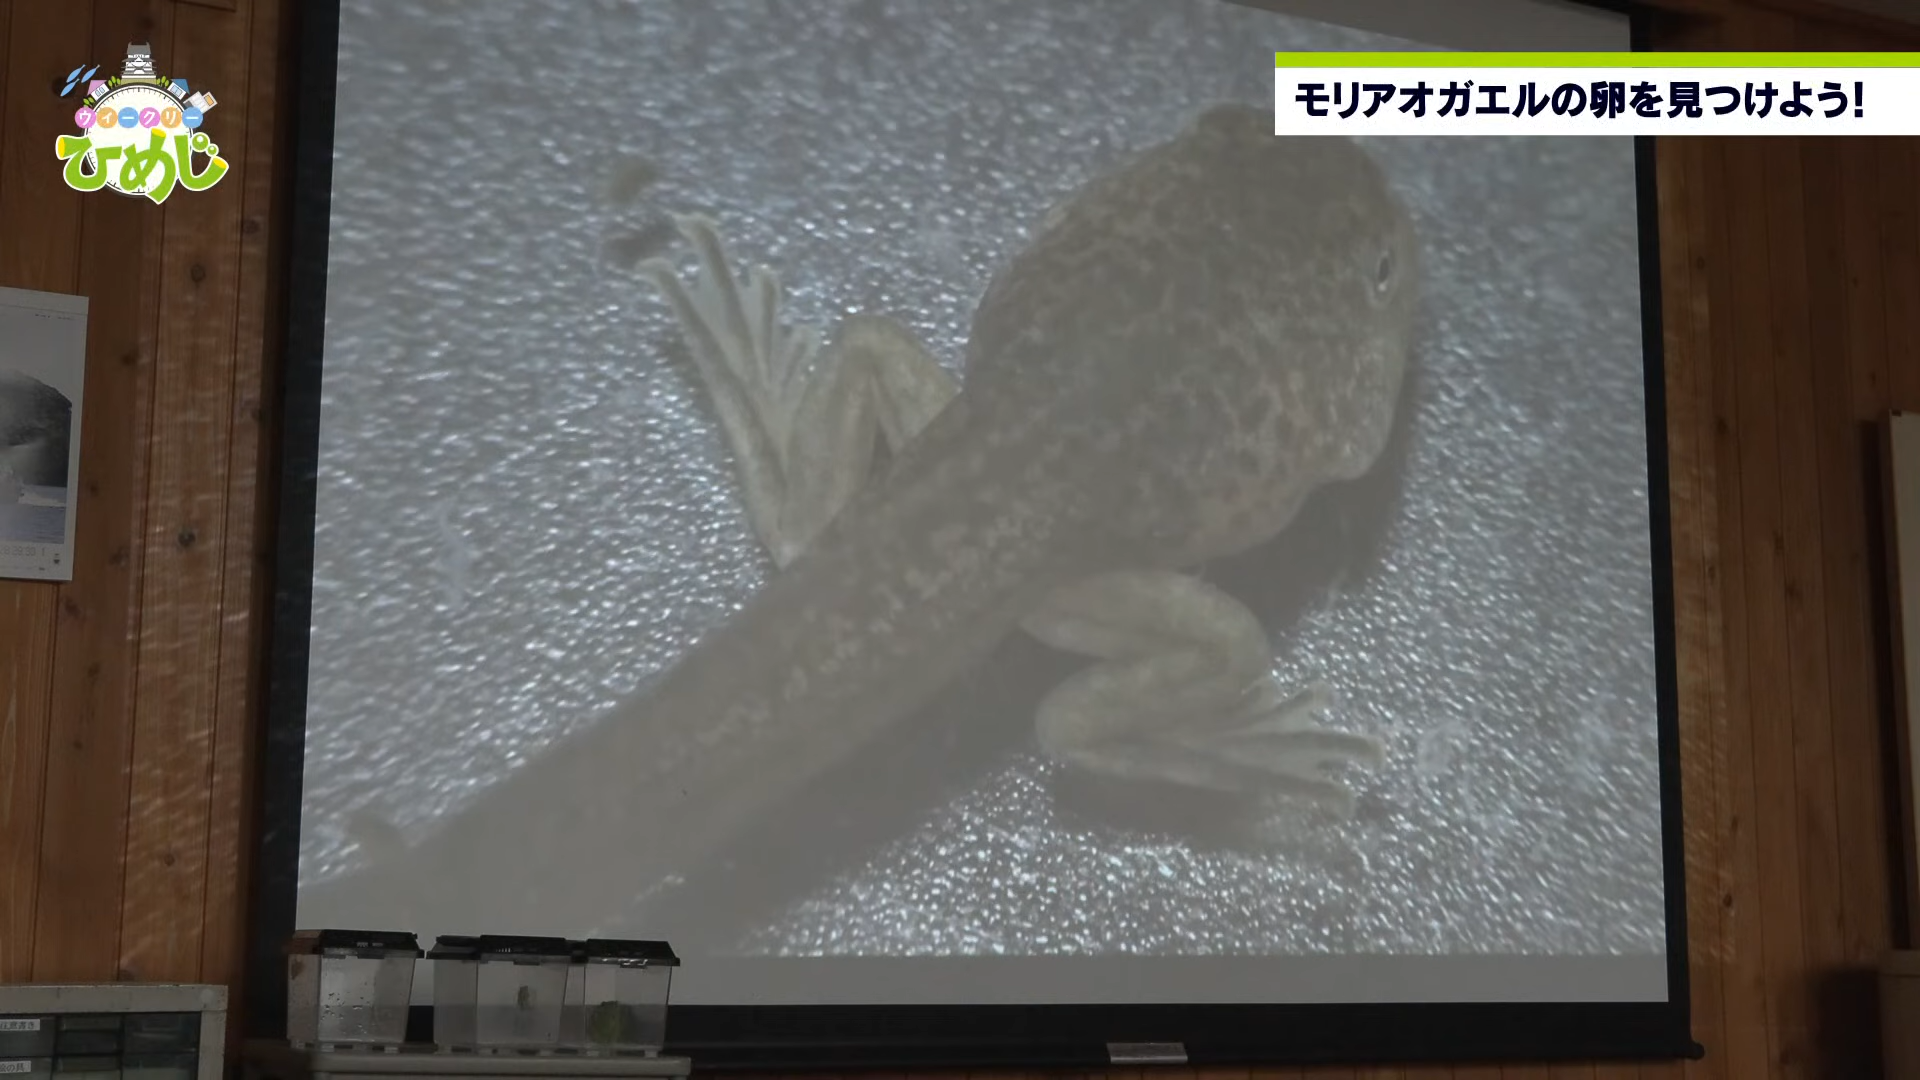 ウィークリー
ひめじ
モリアオガエルの卵を見つけよう!